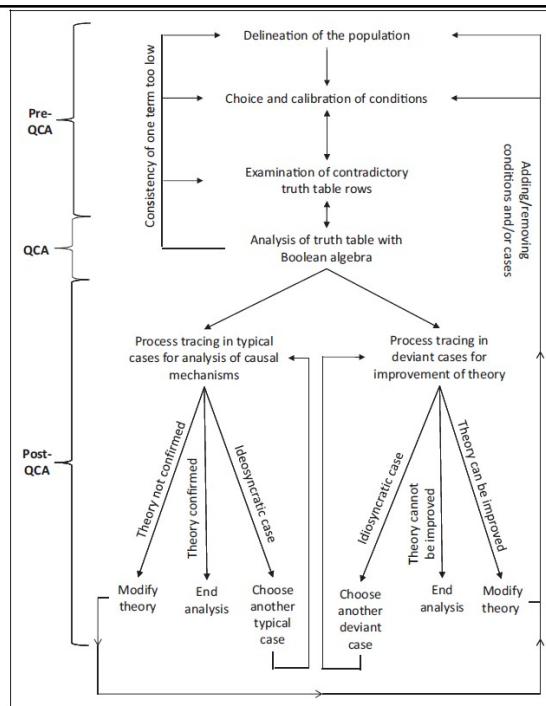 Delineation of the population
Consistency of one term too low
Choice and calibration of conditions
Pre-
QCA
Examination of contradictory
truth table rows
Adding/removing
conditions and/or cases
QCA
Analysis of truth table with
Boolean algebra
Process tracing in typical
cases for analysis of causal
mechanisms
Process tracing in
deviant cases for
improvement of theory
Post-
QCA
Theory not confirmed
Theory confirmed
Ideosyncratic case
Idiosyncratic case
Theory cannot
be improved
Theory can be improved
Modify
theory
End
analysis
Choose
another
typical
case
Choose
another
deviant
case
End
analysis
Modify
theory